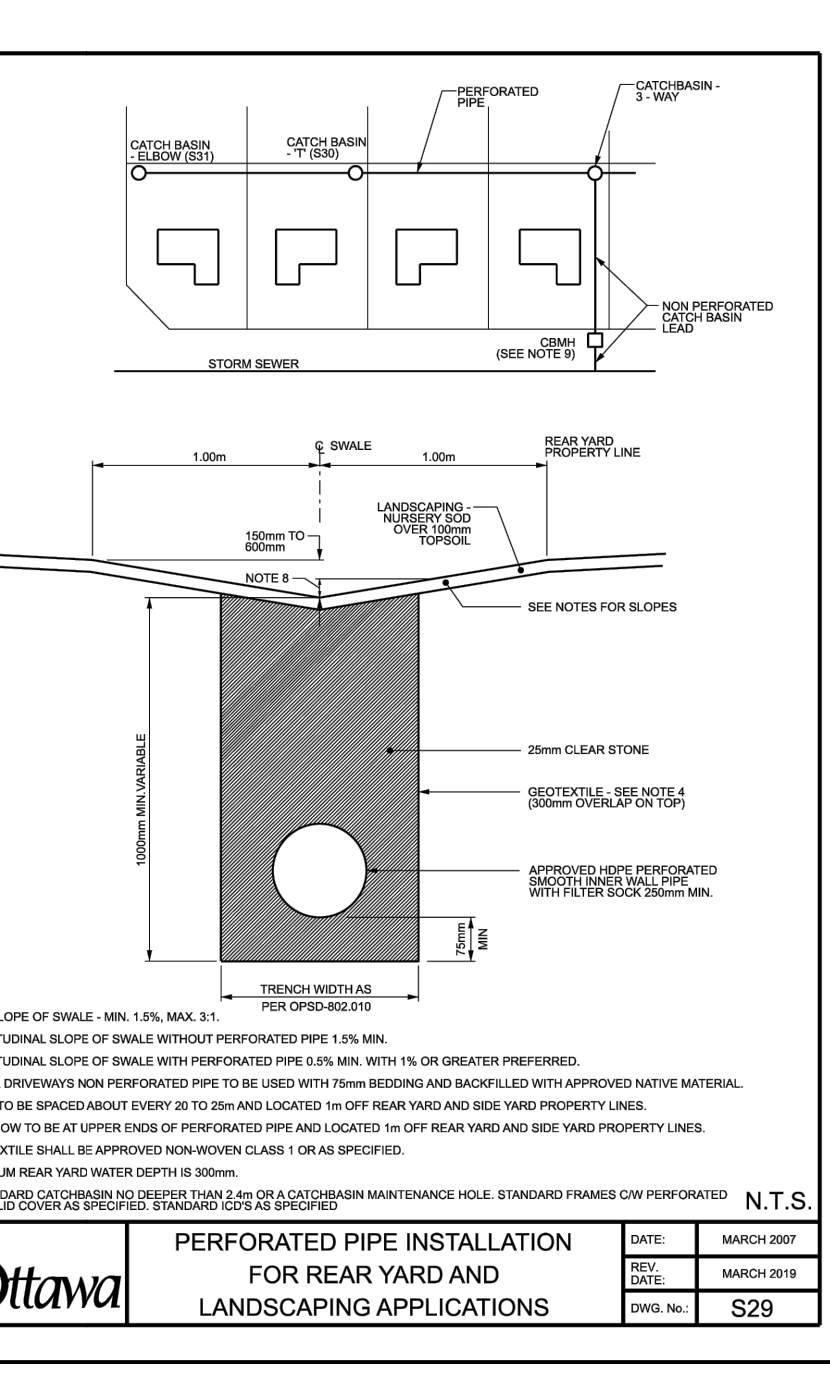 PERFORATED
PIPE
CATCHBASIN -
3 - WAY
CATCH BASIN
- ELBOW (S31)
CATCH BASIN
- 'T' (S30)
NON PERFORATED
CATCH BASIN
LEAD
CBMH
(SEE NOTE 9)
STORM SEWER
℄ SWALE
REAR YARD
PROPERTY LINE
1.00m
1.00m
LANDSCAPING -
NURSERY SOD
OVER 100mm
TOPSOIL
150mm TO
600mm
NOTE 8
SEE NOTES FOR SLOPES
1000mm MIN.VARIABLE
25mm CLEAR STONE
GEOTEXTILE - SEE NOTE 4
(300mm OVERLAP ON TOP)
APPROVED HDPE PERFORATED
SMOOTH INNER WALL PIPE
WITH FILTER SOCK 250mm MIN.
75mm
MIN
TRENCH WIDTH AS
PER OPSD-802.010
LOPE OF SWALE - MIN. 1.5%, MAX. 3:1.
TUDINAL SLOPE OF SWALE WITHOUT PERFORATED PIPE 1.5% MIN.
TUDINAL SLOPE OF SWALE WITH PERFORATED PIPE 0.5% MIN. WITH 1% OR GREATER PREFERRED.
DRIVEWAYS NON PERFORATED PIPE TO BE USED WITH 75mm BEDDING AND BACKFILLED WITH APPROVED NATIVE MATERIAL.
TO BE SPACED ABOUT EVERY 20 TO 25m AND LOCATED 1m OFF REAR YARD AND SIDE YARD PROPERTY LINES.
OW TO BE AT UPPER ENDS OF PERFORATED PIPE AND LOCATED 1m OFF REAR YARD AND SIDE YARD PROPERTY LINES.
XTILE SHALL BE APPROVED NON-WOVEN CLASS 1 OR AS SPECIFIED.
UM REAR YARD WATER DEPTH IS 300mm.
DARD CATCHBASIN NO DEEPER THAN 2.4m OR A CATCHBASIN MAINTENANCE HOLE. STANDARD FRAMES C/W PERFORATED
LID COVER AS SPECIFIED. STANDARD ICD'S AS SPECIFIED
N.T.S.
Ottawa
PERFORATED PIPE INSTALLATION
FOR REAR YARD AND
LANDSCAPING APPLICATIONS
DATE: MARCH 2007
REV.
DATE: MARCH 2019
DWG. No.: S29